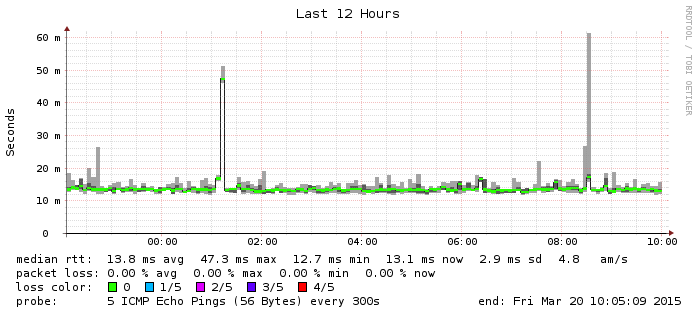 Last 12 Hours
RRDTOOL / TOBI OETIKER
Seconds
60 m
50 m
40 m
30 m
20 m
10 m
0
00:00 02:00 04:00 06:00 08:00 10:00
median rtt: 13.8 ms avg 47.3 ms max 12.7 ms min 13.1 ms now 2.9 ms sd 4.8 am/s
packet loss: 0.00 % avg 0.00 % max 0.00 % min 0.00 % now
loss color: 0 1/5 2/5 3/5 4/5
probe: 5 ICMP Echo Pings (56 Bytes) every 300s end: Fri Mar 20 10:05:09 2015